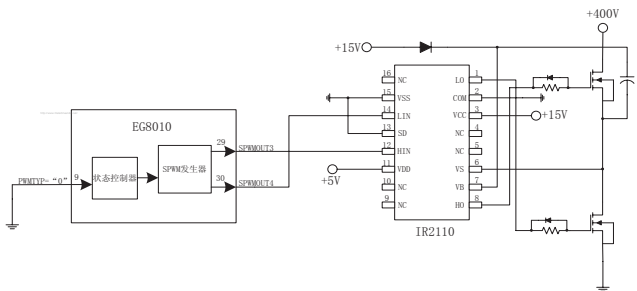 +400V
+15V
16 NC
15 VSS
14 LIN
13 SD
12 HIN
11 VDD
10 NC
9 NC
LO 1
COM 2
VCC 3
NC 4
NC 5
VS 6
VB 7
HO 8
IR2110
+15V
+5V
EG8010
状态控制器
SPWM发生器
29 SPWMOUT3
30 SPWMOUT4
PWMTYP=“0” 9